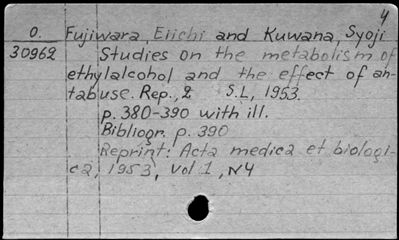 4
O. Fujiwara, Eiichi and Kuwana, Syoji
30962 Studies on the metabolism of
ethylalcohol and the effect of an-
tabuse. Rep., 2 S.L., 1953.
p. 380-390 with ill.
Bibliogr. p. 390
Reprint: Acta medica et biologi-
ca, 1953, Vol 1, N4